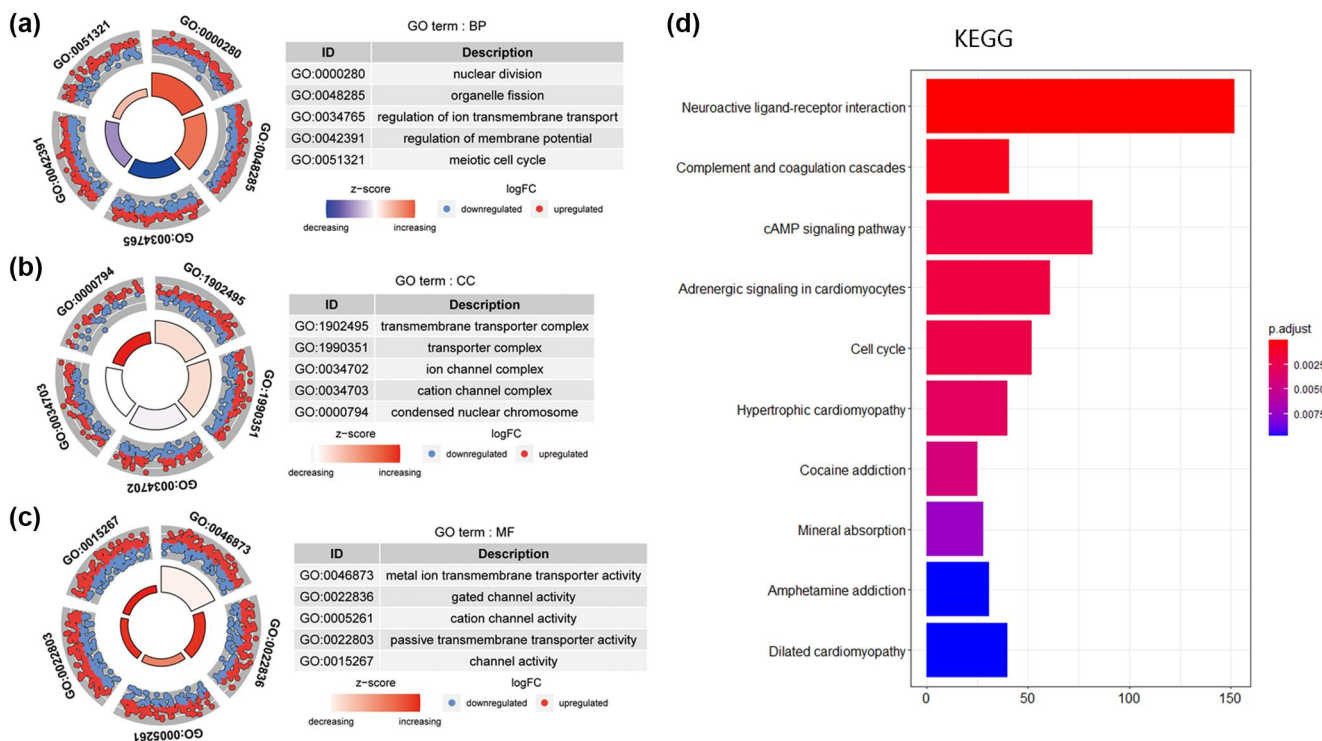 (a)
GO:0051321
GO:0000280
GO:0048285
GO:0034765
GO:0042391
GO term : BP
ID Description
GO:0000280 nuclear division
GO:0048285 organelle fission
GO:0034765 regulation of ion transmembrane transport
GO:0042391 regulation of membrane potential
GO:0051321 meiotic cell cycle
z-score logFC
downregulated upregulated
decreasing increasing
(b)
GO:0000794
GO:1902495
GO:1990351
GO:0034702
GO:0034703
GO term : CC
ID Description
GO:1902495 transmembrane transporter complex
GO:1990351 transporter complex
GO:0034702 ion channel complex
GO:0034703 cation channel complex
GO:0000794 condensed nuclear chromosome
z-score logFC
downregulated upregulated
decreasing increasing
(c)
GO:0015267
GO:0046873
GO:0022836
GO:0005261
GO:0022803
GO term : MF
ID Description
GO:0046873 metal ion transmembrane transporter activity
GO:0022836 gated channel activity
GO:0005261 cation channel activity
GO:0022803 passive transmembrane transporter activity
GO:0015267 channel activity
z-score logFC
downregulated upregulated
decreasing increasing
(d)
KEGG
Neuroactive ligand-receptor interaction
Complement and coagulation cascades
cAMP signaling pathway
Adrenergic signaling in cardiomyocytes
Cell cycle
Hypertrophic cardiomyopathy
Cocaine addiction
Mineral absorption
Amphetamine addiction
Dilated cardiomyopathy
0 50 100 150
p.adjust
0.0025
0.0050
0.0075